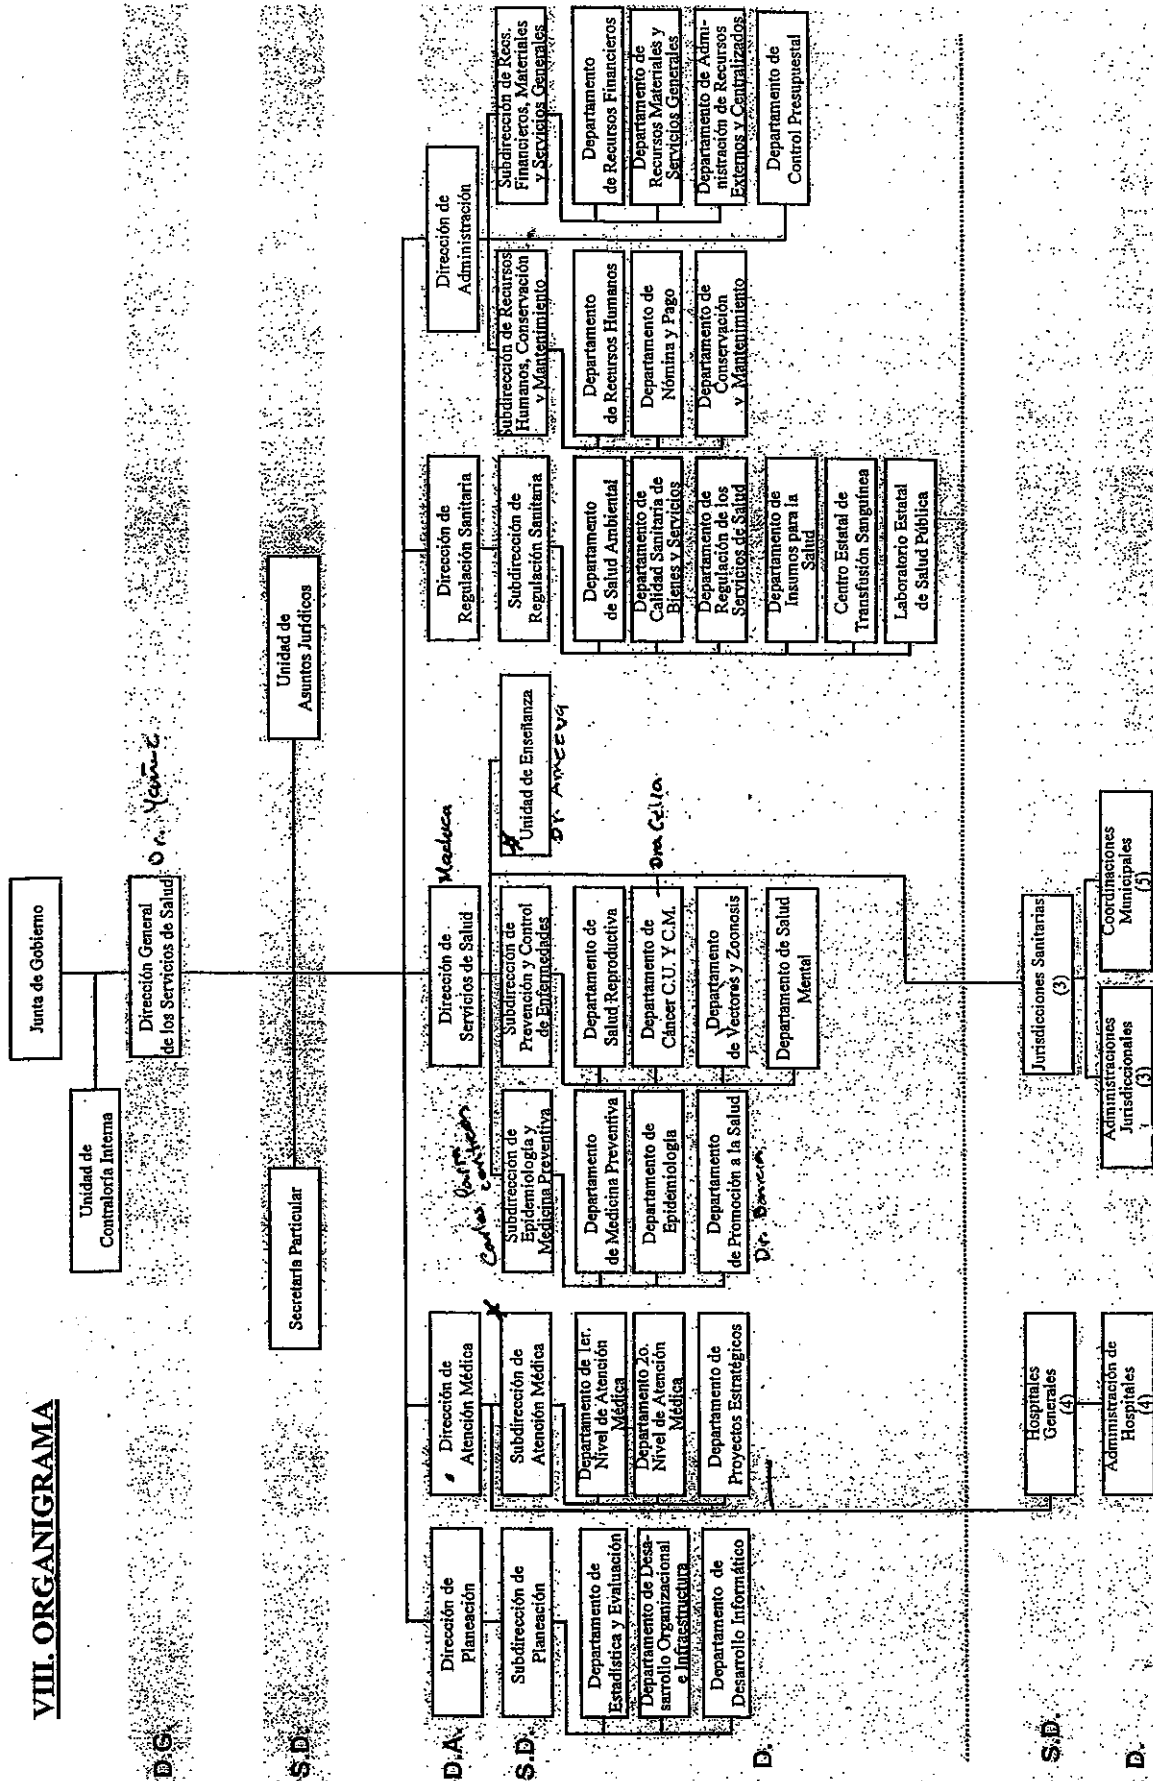 VIII. ORGANIGRAMA
Junta de Gobierno
Unidad de
Contraloría Interna
D.G.
Dirección General
de los Servicios de Salud
Dr. Yañez
S.D.
Secretaría Particular
Unidad de
Asuntos Jurídicos
D.A.
Dirección de
Planeación
Dirección de
Atención Médica
Dirección de
Servicios de Salud
Dirección de
Regulación Sanitaria
Dirección de
Administración
S.D.
Subdirección de
Planeación
Subdirección de
Atención Médica
Carlos
Subdirección de
Epidemiología y
Medicina Preventiva
Subdirección de
Prevención y Control
de Enfermedades
Unidad de Enseñanza
Subdirección de
Regulación Sanitaria
Subdirección de Recursos
Humanos, Conservación
y Mantenimiento
Subdirección de Recs.
Financieros, Materiales
y Servicios Generales
D.
Departamento de
Estadística y Evaluación
Departamento de Desa-
rrollo Organizacional
e Infraestructura
Departamento de
Desarrollo Informático
Departamento de 1er.
Nivel de Atención
Médica
Departamento 2o.
Nivel de Atención
Médica
Departamento de
Proyectos Estratégicos
Departamento
de Medicina Preventiva
Departamento de
Epidemiología
Departamento
de Promoción a la Salud
Departamento de
Salud Reproductiva
Departamento de
Cáncer C.U. Y C.M.
Dra Celia
Departamento
de Vectores y Zoonosis
Departamento de Salud
Mental
Departamento
de Salud Ambiental
Departamento de
Calidad Sanitaria de
Bienes y Servicios
Departamento de
Regulación de los
Servicios de Salud
Departamento de
Insumos para la
Salud
Centro Estatal de
Transfusión Sanguínea
Laboratorio Estatal
de Salud Pública
Departamento
de Recursos Humanos
Departamento de
Nómina y Pago
Departamento de
Conservación
y Mantenimiento
Departamento
de Recursos Financieros
Departamento de
Recursos Materiales y
Servicios Generales
Departamento de Admi-
nistración de Recursos
Externos y Centralizados
Departamento de
Control Presupuestal
S.D.
Hospitales
Generales
(4)
Jurisdicciones Sanitarias
(3)
D.
Administración de
Hospitales
(4)
Administraciones
Jurisdiccionales
(3)
Coordinaciones
Municipales
(5)